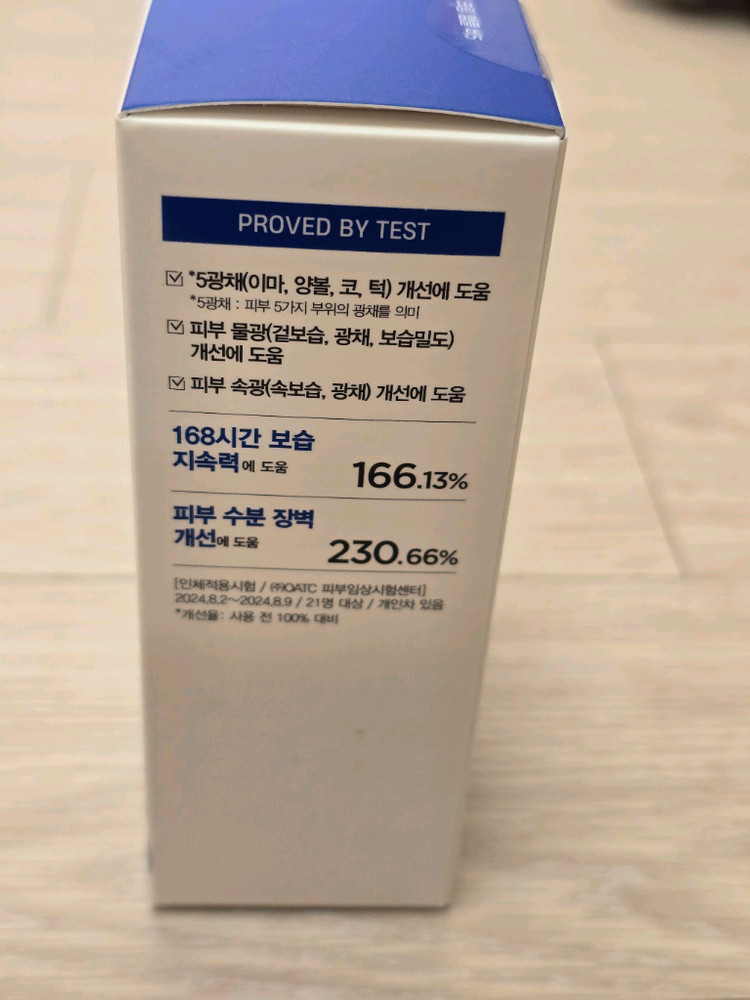 PROVED BY TEST
*5광채(이마, 양볼, 코, 턱) 개선에 도움
*5광채 : 피부 5가지 부위의 광채를 의미
피부 물광(겉보습, 광채, 보습밀도)
개선에 도움
피부 속광(속보습, 광채) 개선에 도움
168시간 보습
지속력에 도움 166.13%
피부 수분 장벽
개선에 도움 230.66%
[인체적용시험 / ㈜OATC 피부임상시험센터]
2024.8.2~2024.8.9 / 21명 대상 / 개인차 있음
*개선율: 사용 전 100% 대비